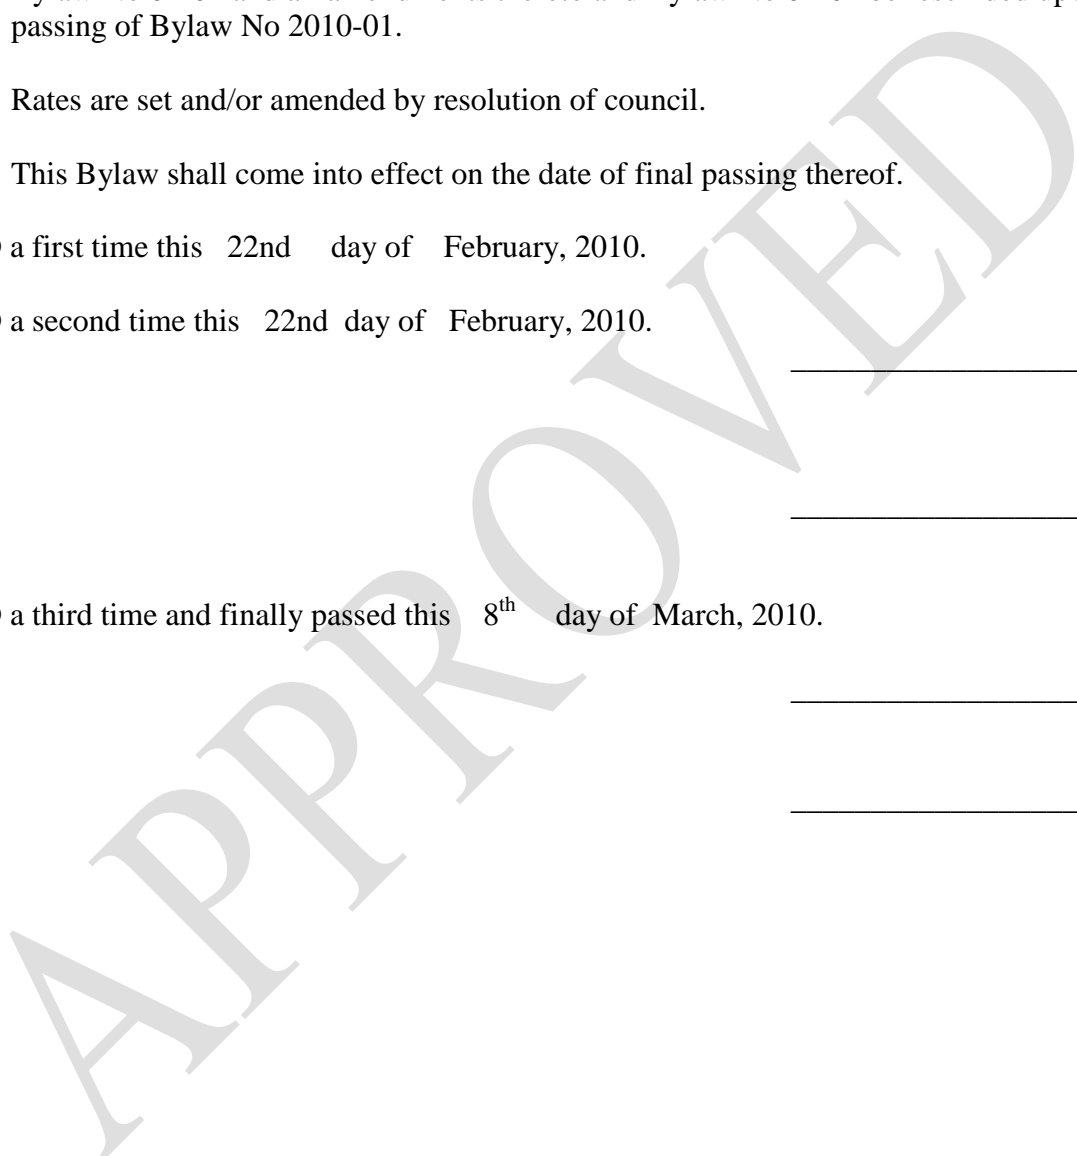 passing of Bylaw No 2010-01.
Rates are set and/or amended by resolution of council.
This Bylaw shall come into effect on the date of final passing thereof.
a first time this 22nd day of February, 2010.
a second time this 22nd day of February, 2010.
a third time and finally passed this 8th day of March, 2010.
APPROVED